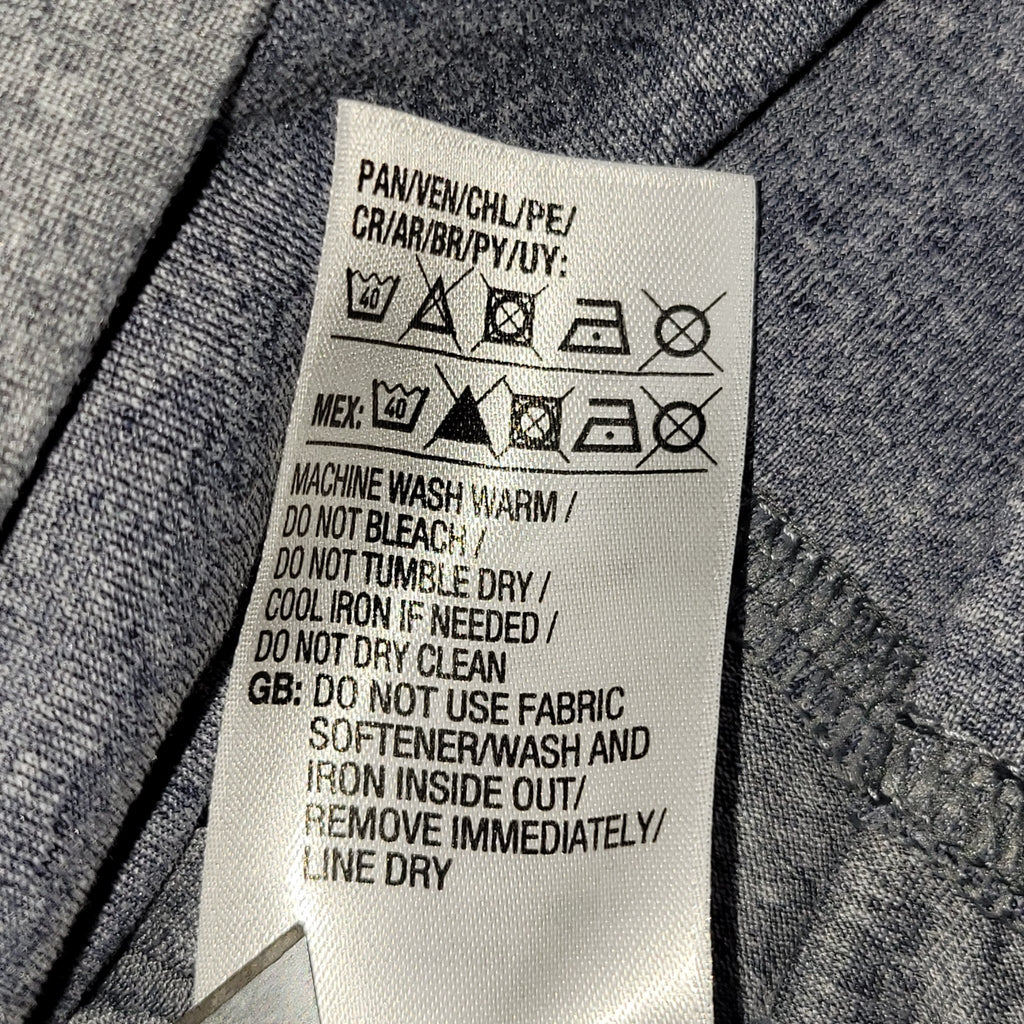 PAN/VEN/CHL/PE/
CR/AR/BR/PY/UY:
40
MEX: 40
MACHINE WASH WARM /
DO NOT BLEACH /
DO NOT TUMBLE DRY /
COOL IRON IF NEEDED /
DO NOT DRY CLEAN
GB: DO NOT USE FABRIC
SOFTENER/WASH AND
IRON INSIDE OUT/
REMOVE IMMEDIATELY/
LINE DRY